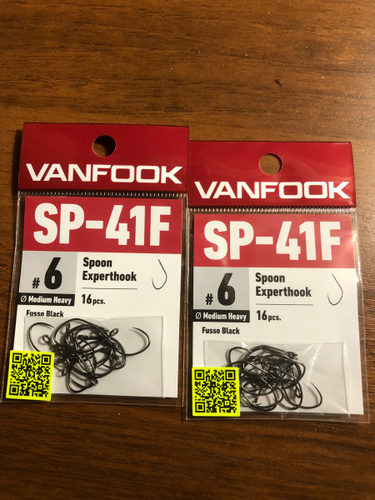 VANFOOK
SP-41F
#6
Spoon
Experthook
Ø Medium Heavy
16pcs.
Fusso Black
VANFOOK
SP-41F
#6
Spoon
Experthook
Ø Medium Heavy
16pcs.
Fusso Black